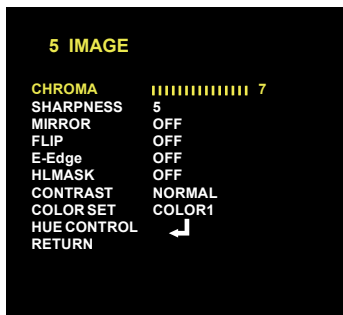 5 IMAGE
CHROMA IIIIIIIIIIIIIII 7
SHARPNESS 5
MIRROR OFF
FLIP OFF
E-Edge OFF
HLMASK OFF
CONTRAST NORMAL
COLOR SET COLOR1
HUE CONTROL ↲
RETURN